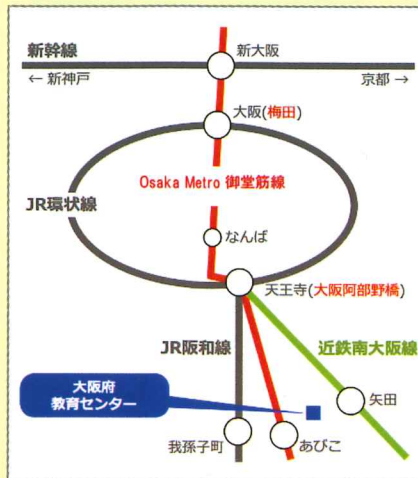 新幹線
新大阪
← 新神戸
京都 →
大阪(梅田)
Osaka Metro 御堂筋線
JR環状線
なんば
天王寺(大阪阿部野橋)
JR阪和線
近鉄南大阪線
大阪府
教育センター
矢田
我孫子町
あびこ